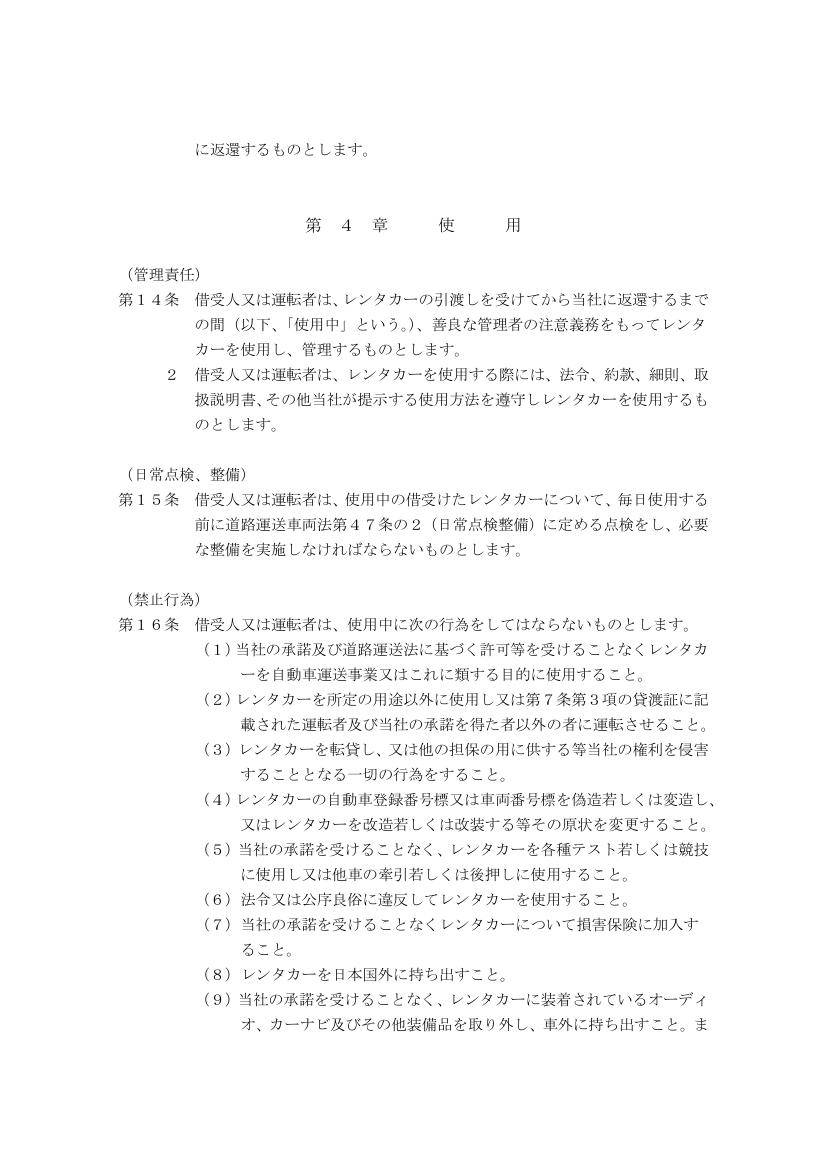 に返還するものとします。
第　４　章　　　使　　　用
（管理責任）
第１４条　借受人又は運転者は、レンタカーの引渡しを受けてから当社に返還するまで
の間（以下、「使用中」という。）、善良な管理者の注意義務をもってレンタ
カーを使用し、管理するものとします。
２　借受人又は運転者は、レンタカーを使用する際には、法令、約款、細則、取
扱説明書、その他当社が提示する使用方法を遵守しレンタカーを使用するも
のとします。
（日常点検、整備）
第１５条　借受人又は運転者は、使用中の借受けたレンタカーについて、毎日使用する
前に道路運送車両法第４７条の２（日常点検整備）に定める点検をし、必要
な整備を実施しなければならないものとします。
（禁止行為）
第１６条　借受人又は運転者は、使用中に次の行為をしてはならないものとします。
（１）当社の承諾及び道路運送法に基づく許可等を受けることなくレンタカ
ーを自動車運送事業又はこれに類する目的に使用すること。
（２）レンタカーを所定の用途以外に使用し又は第７条第３項の貸渡証に記
載された運転者及び当社の承諾を得た者以外の者に運転させること。
（３）レンタカーを転貸し、又は他の担保の用に供する等当社の権利を侵害
することとなる一切の行為をすること。
（４）レンタカーの自動車登録番号標又は車両番号標を偽造若しくは変造し、
又はレンタカーを改造若しくは改装する等その原状を変更すること。
（５）当社の承諾を受けることなく、レンタカーを各種テスト若しくは競技
に使用し又は他車の牽引若しくは後押しに使用すること。
（６）法令又は公序良俗に違反してレンタカーを使用すること。
（７）当社の承諾を受けることなくレンタカーについて損害保険に加入す
ること。
（８）レンタカーを日本国外に持ち出すこと。
（９）当社の承諾を受けることなく、レンタカーに装着されているオーディ
オ、カーナビ及びその他装備品を取り外し、車外に持ち出すこと。ま